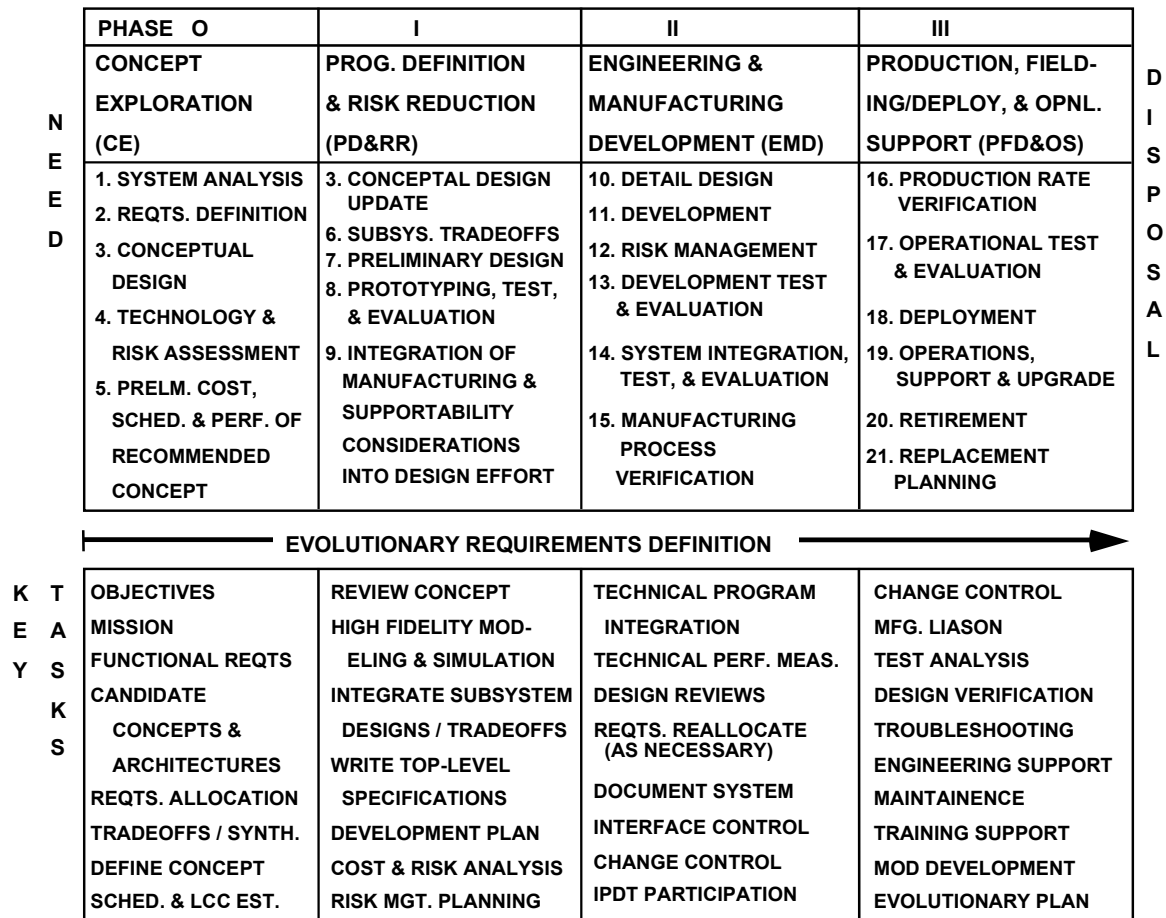 PHASE O
I
II
III
NEED
CONCEPT
EXPLORATION
(CE)
PROG. DEFINITION
& RISK REDUCTION
(PD&RR)
ENGINEERING &
MANUFACTURING
DEVELOPMENT (EMD)
PRODUCTION, FIELD-
ING/DEPLOY, & OPNL.
SUPPORT (PFD&OS)
DISPOSAL
1. SYSTEM ANALYSIS
2. REQTS. DEFINITION
3. CONCEPTUAL
DESIGN
4. TECHNOLOGY &
RISK ASSESSMENT
5. PRELM. COST,
SCHED. & PERF. OF
RECOMMENDED
CONCEPT
3. CONCEPTAL DESIGN
UPDATE
6. SUBSYS. TRADEOFFS
7. PRELIMINARY DESIGN
8. PROTOTYPING, TEST,
& EVALUATION
9. INTEGRATION OF
MANUFACTURING &
SUPPORTABILITY
CONSIDERATIONS
INTO DESIGN EFFORT
10. DETAIL DESIGN
11. DEVELOPMENT
12. RISK MANAGEMENT
13. DEVELOPMENT TEST
& EVALUATION
14. SYSTEM INTEGRATION,
TEST, & EVALUATION
15. MANUFACTURING
PROCESS
VERIFICATION
16. PRODUCTION RATE
VERIFICATION
17. OPERATIONAL TEST
& EVALUATION
18. DEPLOYMENT
19. OPERATIONS,
SUPPORT & UPGRADE
20. RETIREMENT
21. REPLACEMENT
PLANNING
EVOLUTIONARY REQUIREMENTS DEFINITION
KEY
TASKS
OBJECTIVES
MISSION
FUNCTIONAL REQTS
CANDIDATE
CONCEPTS &
ARCHITECTURES
REQTS. ALLOCATION
TRADEOFFS / SYNTH.
DEFINE CONCEPT
SCHED. & LCC EST.
REVIEW CONCEPT
HIGH FIDELITY MOD-
ELING & SIMULATION
INTEGRATE SUBSYSTEM
DESIGNS / TRADEOFFS
WRITE TOP-LEVEL
SPECIFICATIONS
DEVELOPMENT PLAN
COST & RISK ANALYSIS
RISK MGT. PLANNING
TECHNICAL PROGRAM
INTEGRATION
TECHNICAL PERF. MEAS.
DESIGN REVIEWS
REQTS. REALLOCATE
(AS NECESSARY)
DOCUMENT SYSTEM
INTERFACE CONTROL
CHANGE CONTROL
IPDT PARTICIPATION
CHANGE CONTROL
MFG. LIASON
TEST ANALYSIS
DESIGN VERIFICATION
TROUBLESHOOTING
ENGINEERING SUPPORT
MAINTAINENCE
TRAINING SUPPORT
MOD DEVELOPMENT
EVOLUTIONARY PLAN